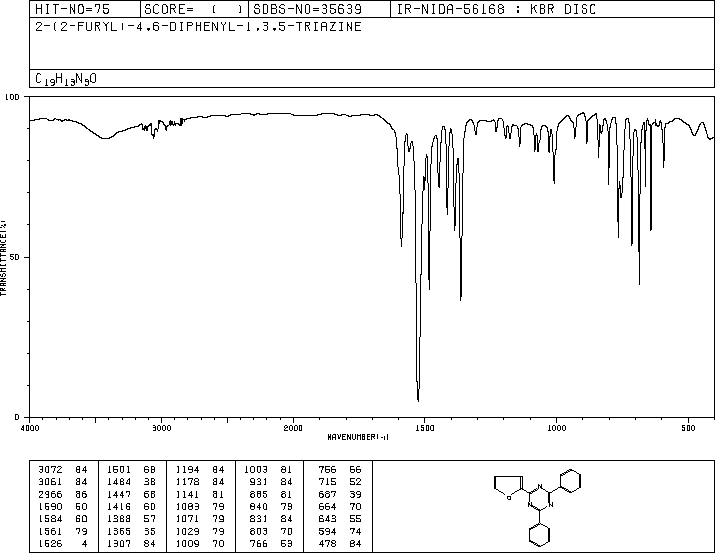 HIT-NO=75 SCORE= ( ) SDBS-NO=35639 IR-NIDA-56168 : KBR DISC
2-(2-FURYL)-4,6-DIPHENYL-1,3,5-TRIAZINE
C19H13N3O
100
50
0
TRANSMITTANCE(%)
4000 3000 2000 1500 1000 500
WAVENUMBER(-1)
3072 84 1501 68 1194 84 1003 81 756 66
3061 84 1484 38 1178 84 931 84 715 52
2966 86 1447 68 1141 81 885 81 687 39
1590 60 1416 60 1083 79 840 79 664 70
1584 60 1388 57 1071 79 831 84 643 55
1561 79 1365 35 1029 79 803 70 594 74
1526 4 1307 84 1009 70 766 53 478 84
O N N N